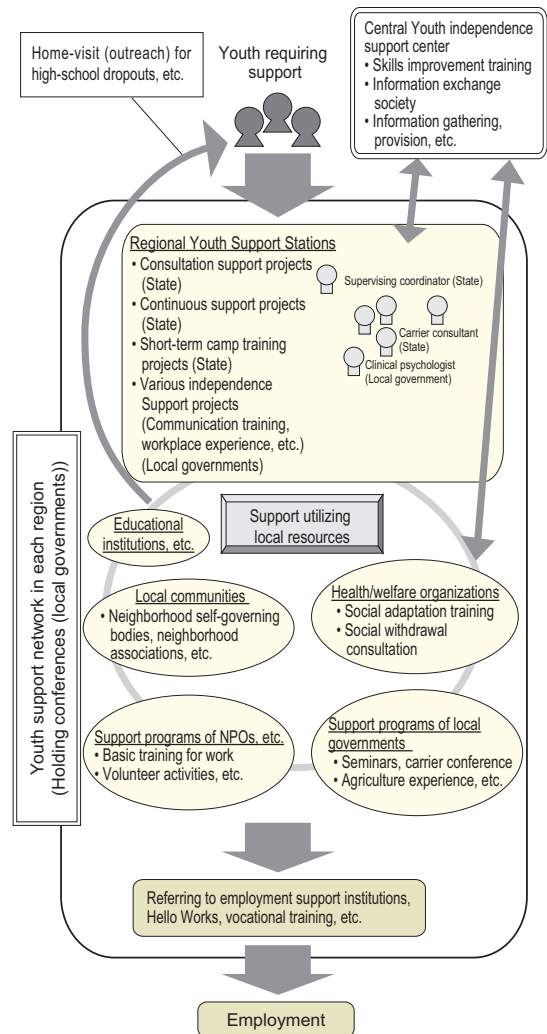 Home-visit (outreach) for
high-school dropouts, etc.
Youth requiring
support
Central Youth independence
support center
• Skills improvement training
• Information exchange
society
• Information gathering,
provision, etc.
Regional Youth Support Stations
• Consultation support projects
(State)
• Continuous support projects
(State)
• Short-term camp training
projects (State)
• Various independence
Support projects
(Communication training,
workplace experience, etc.)
(Local governments)
Supervising coordinator (State)
Carrier consultant
(State)
Clinical psychologist
(Local government)
Youth support network in each region
(Holding conferences (local governments))
Educational
institutions, etc.
Support utilizing
local resources
Local communities
• Neighborhood self-governing
bodies, neighborhood
associations, etc.
Health/welfare organizations
• Social adaptation training
• Social withdrawal
consultation
Support programs of NPOs, etc.
• Basic training for work
• Volunteer activities, etc.
Support programs of local
governments
• Seminars, carrier conference
• Agriculture experience, etc.
Referring to employment support institutions,
Hello Works, vocational training, etc.
Employment